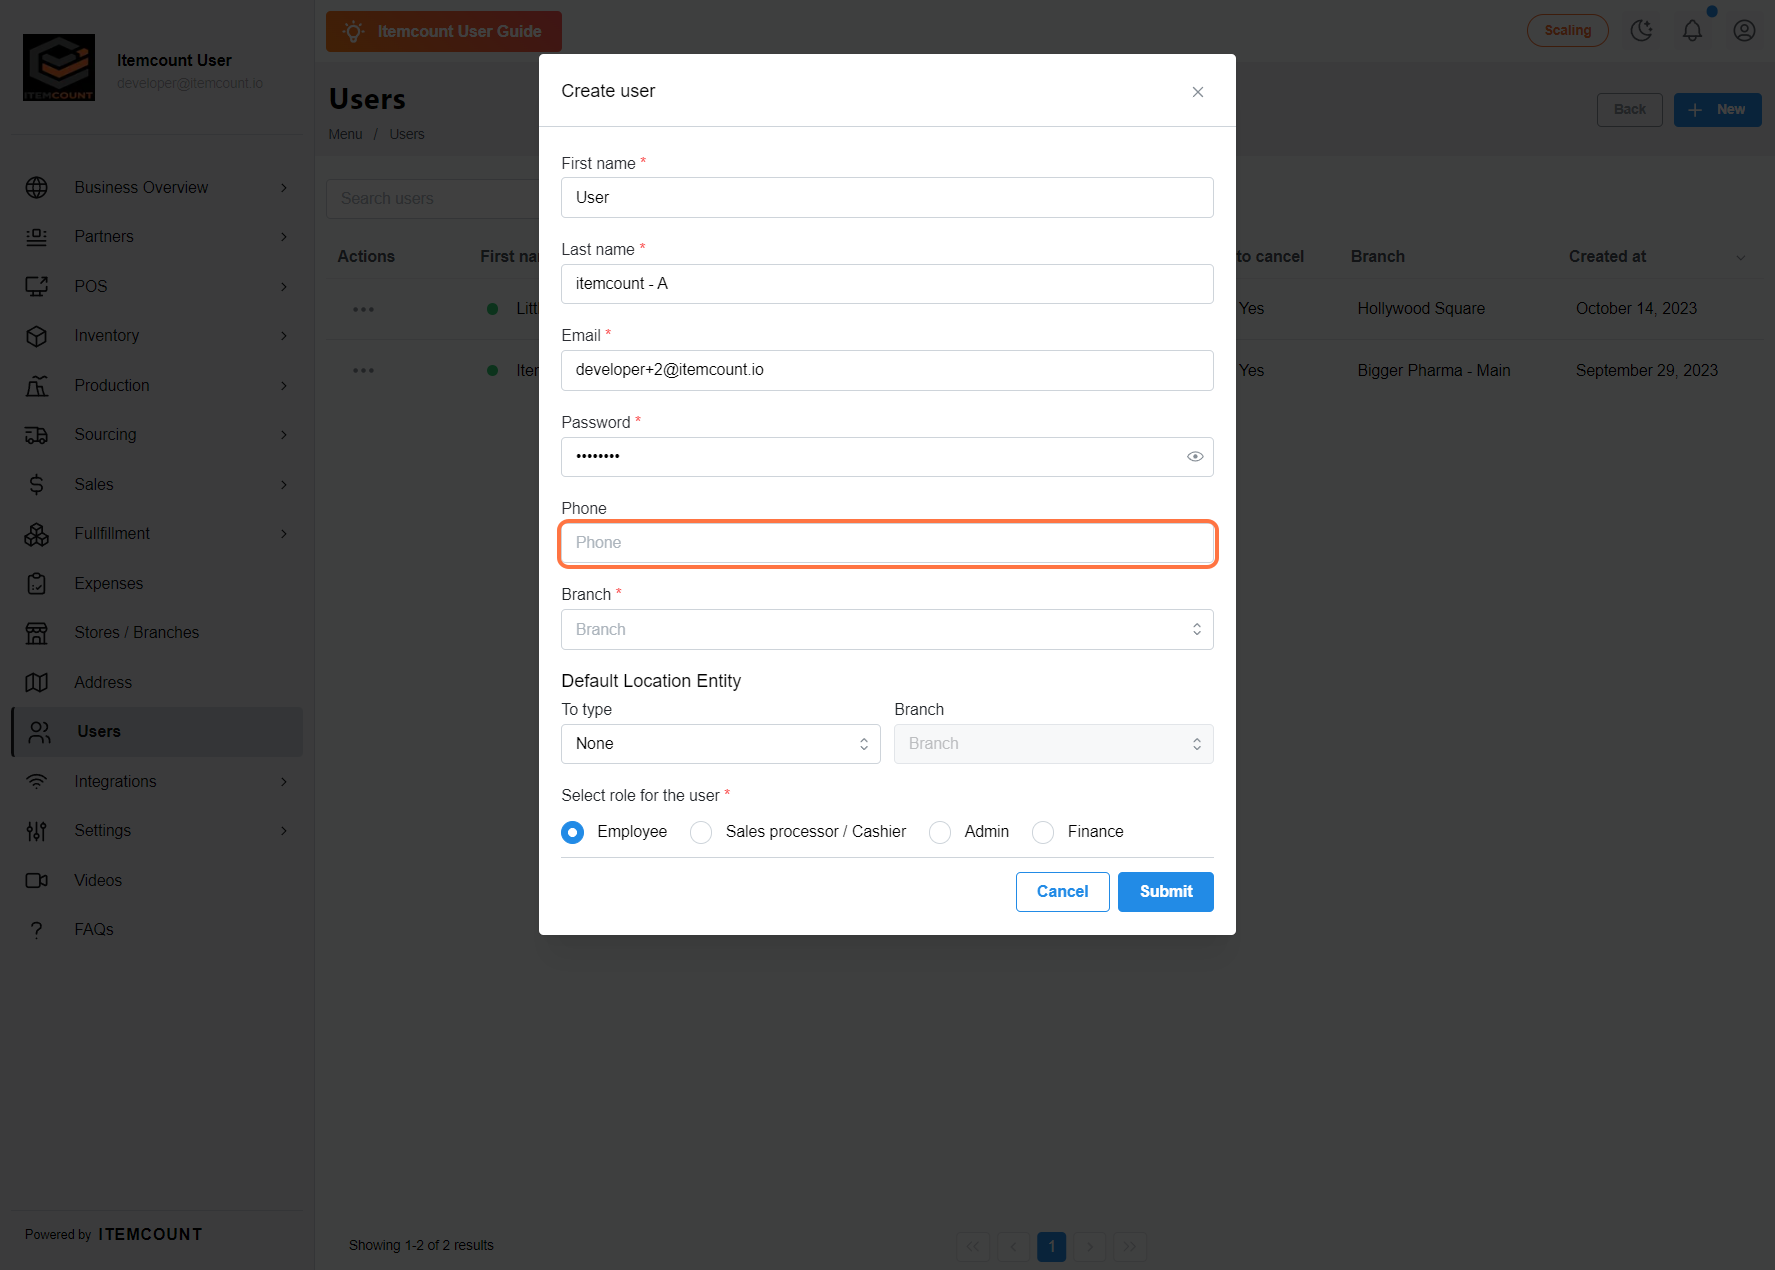 ITEMCOUNT
Itemcount User
developer@itemcount.io
Business Overview
Partners
POS
Inventory
Production
Sourcing
Sales
Fullfillment
Expenses
Stores / Branches
Address
Users
Integrations
Settings
Videos
FAQs
Powered by ITEMCOUNT
Itemcount User Guide
Scaling
Users
Menu / Users
Back
New
Search users
Actions First na to cancel Branch Created at
Litt Yes Hollywood Square October 14, 2023
Iter Yes Bigger Pharma - Main September 29, 2023
Create user
First name *
User
Last name *
itemcount - A
Email *
developer+2@itemcount.io
Password *
••••••••
Phone
Phone
Branch *
Branch
Default Location Entity
To type Branch
None Branch
Select role for the user *
Employee Sales processor / Cashier Admin Finance
Cancel Submit
Showing 1-2 of 2 results
1